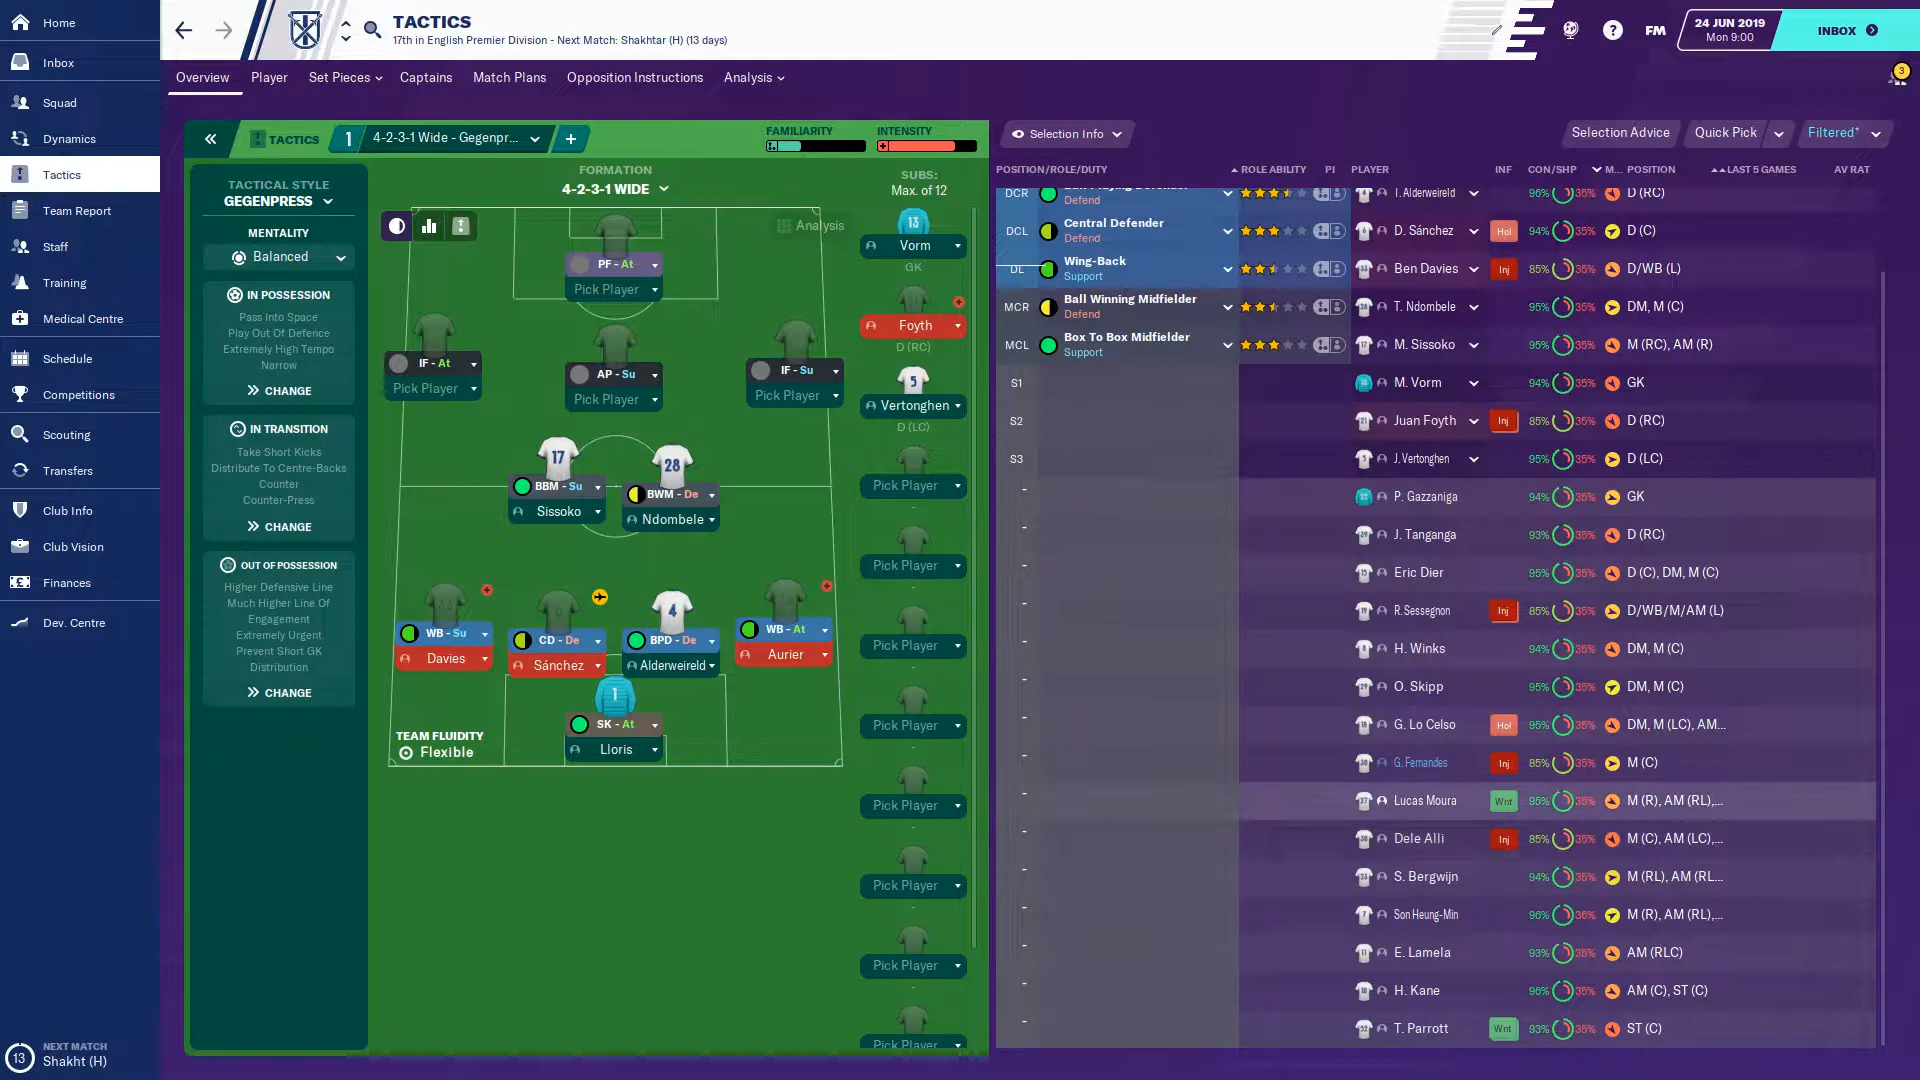 Home
Inbox
Squad
Dynamics
Tactics
Team Report
Staff
Training
Medical Centre
Schedule
Competitions
Scouting
Transfers
Club Info
Club Vision
Finances
Dev. Centre
13
NEXT MATCH
Shakht (H)
TACTICS
17th in English Premier Division - Next Match: Shakhtar (H) (13 days)
FM
24 JUN 2019
Mon 9:00
INBOX
3
Overview Player Set Pieces Captains Match Plans Opposition Instructions Analysis
TACTICS 1 4-2-3-1 Wide - Gegenpr...
FAMILIARITY INTENSITY
TACTICAL STYLE
GEGENPRESS
MENTALITY
Balanced
IN POSSESSION
Pass Into Space
Play Out Of Defence
Extremely High Tempo
Narrow
CHANGE
IN TRANSITION
Take Short Kicks
Distribute To Centre-Backs
Counter
Counter-Press
CHANGE
OUT OF POSSESSION
Higher Defensive Line
Much Higher Line Of
Engagement
Extremely Urgent
Prevent Short GK
Distribution
CHANGE
FORMATION
4-2-3-1 WIDE
Analysis
PF - At
Pick Player
IF - At
Pick Player
AP - Su
Pick Player
IF - Su
Pick Player
17
BBM - Su
Sissoko
28
BWM - De
Ndombele
WB - Su
Davies
CD - De
Sánchez
4
BPD - De
Alderweireld
WB - At
Aurier
1
SK - At
Lloris
TEAM FLUIDITY
Flexible
SUBS:
Max. of 12
13
Vorm
GK
Foyth
D (RC)
5
Vertonghen
D (LC)
Pick Player
-
Pick Player
-
Pick Player
-
Pick Player
-
Pick Player
-
Pick Player
-
Pick Player
-
Pick Player
Selection Info Selection Advice Quick Pick Filtered*
POSITION/ROLE/DUTY ROLE ABILITY PI PLAYER INF CON/SHP M... POSITION LAST 5 GAMES AV RAT
DCR Defend T. Alderweireld 96% 35% D (RC)
DCL Central Defender Defend D. Sánchez Hol 94% 35% D (C)
DL Wing-Back Support Ben Davies Inj 85% 35% D/WB (L)
MCR Ball Winning Midfielder Defend T. Ndombele 95% 35% DM, M (C)
MCL Box To Box Midfielder Support M. Sissoko 95% 35% M (RC), AM (R)
S1 M. Vorm 94% 35% GK
S2 Juan Foyth Inj 85% 35% D (RC)
S3 J. Vertonghen 95% 35% D (LC)
- P. Gazzaniga 94% 35% GK
- J. Tanganga 93% 35% D (RC)
- Eric Dier 95% 35% D (C), DM, M (C)
- R. Sessegnon Inj 85% 35% D/WB/M/AM (L)
- H. Winks 94% 35% DM, M (C)
- O. Skipp 95% 35% DM, M (C)
- G. Lo Celso Hol 96% 35% DM, M (LC), AM...
- G. Fernandes Inj 85% 35% M (C)
- Lucas Moura Wnt 95% 35% M (R), AM (RL),...
- Dele Alli Inj 85% 35% M (C), AM (LC),...
- S. Bergwijn 94% 35% M (RL), AM (RL...
- Son Heung-Min 96% 36% M (R), AM (RL),...
- E. Lamela 93% 35% AM (RLC)
- H. Kane 96% 35% AM (C), ST (C)
- T. Parrott Wnt 93% 35% ST (C)